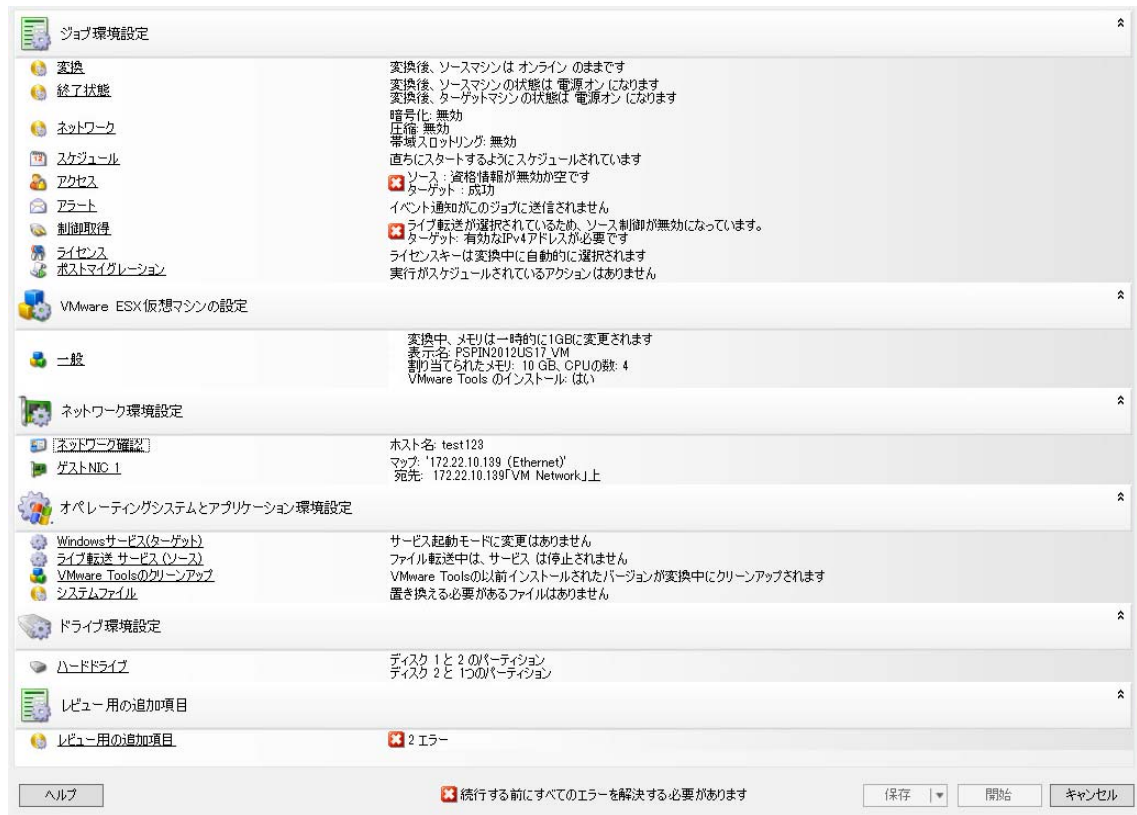 ジョブ環境設定
変換 変換後、ソースマシンは オンライン のままです
終了状態 変換後、ソースマシンの状態は 電源オン になります
変換後、ターゲットマシンの状態は 電源オン になります
ネットワーク 暗号化: 無効
圧縮: 無効
帯域スロットリング: 無効
スケジュール 直ちにスタートするようにスケジュールされています
アクセス ソース : 資格情報が無効か空です
ターゲット : 成功
アラート イベント通知がこのジョブに送信されません
制御取得 ライブ転送が選択されているため、ソース制御が無効になっています。
ターゲット: 有効なIPv4アドレスが必要です
ライセンス ライセンスキーは変換中に自動的に選択されます
ポストマイグレーション 実行がスケジュールされているアクションはありません
VMware ESX仮想マシンの設定
一般 変換中、メモリは一時的に1GBに変更されます
表示名: PSPIN2012US17_VM
割り当てられたメモリ: 10 GB、CPUの数: 4
VMware Tools のインストール: はい
ネットワーク環境設定
ネットワーク確認 ホスト名: test123
ゲストNIC 1 マップ: '172.22.10.139 (Ethernet)'
宛先: 172.22.10.139「VM Network」上
オペレーティングシステムとアプリケーション環境設定
Windowsサービス(ターゲット) サービス起動モードに変更はありません
ライブ転送 サービス (ソース) ファイル転送中は、サービス は停止されません
VMware Toolsのクリーンアップ VMware Toolsの以前インストールされたバージョンが変換中にクリーンアップされます
システムファイル 置き換える必要があるファイルはありません
ドライブ環境設定
ハードドライブ ディスク 1 と 2 のパーティション
ディスク 2 と 1つのパーティション
レビュー用の追加項目
レビュー用の追加項目 2 エラー
ヘルプ 続行する前にすべてのエラーを解決する必要があります 保存 開始 キャンセル